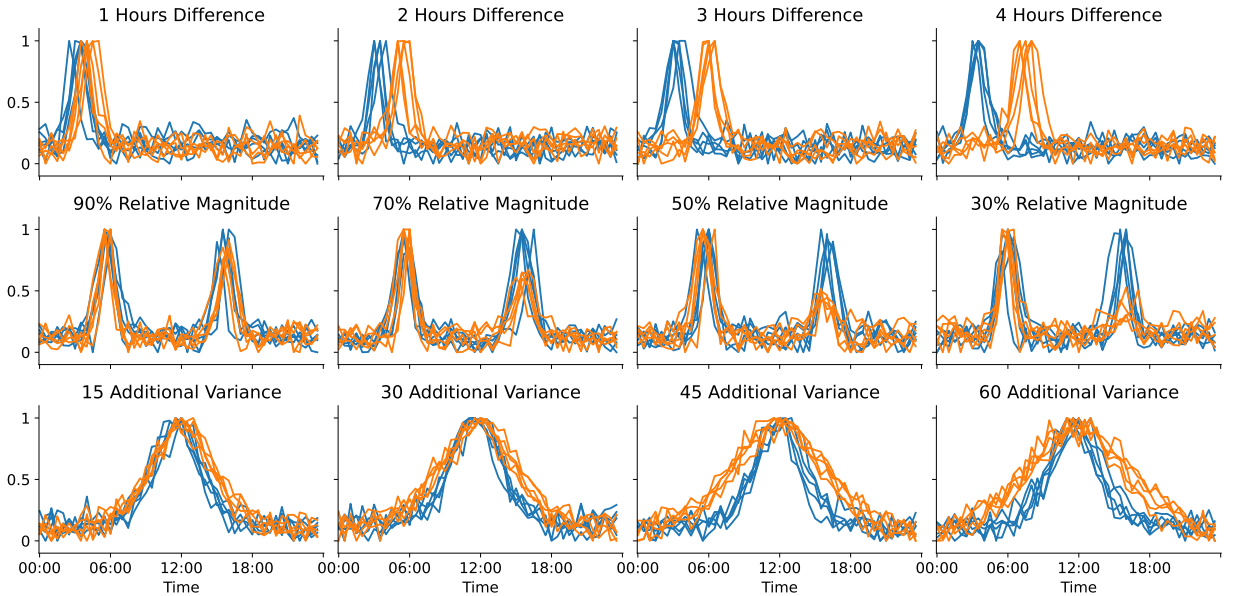 1 Hours Difference 2 Hours Difference 3 Hours Difference 4 Hours Difference
1
0.5
0
90% Relative Magnitude 70% Relative Magnitude 50% Relative Magnitude 30% Relative Magnitude
1
0.5
0
15 Additional Variance 30 Additional Variance 45 Additional Variance 60 Additional Variance
1
0.5
0
00:00 06:00 12:00 18:00 00:00 06:00 12:00 18:00 00:00 06:00 12:00 18:00 00:00 06:00 12:00 18:00
Time Time Time Time